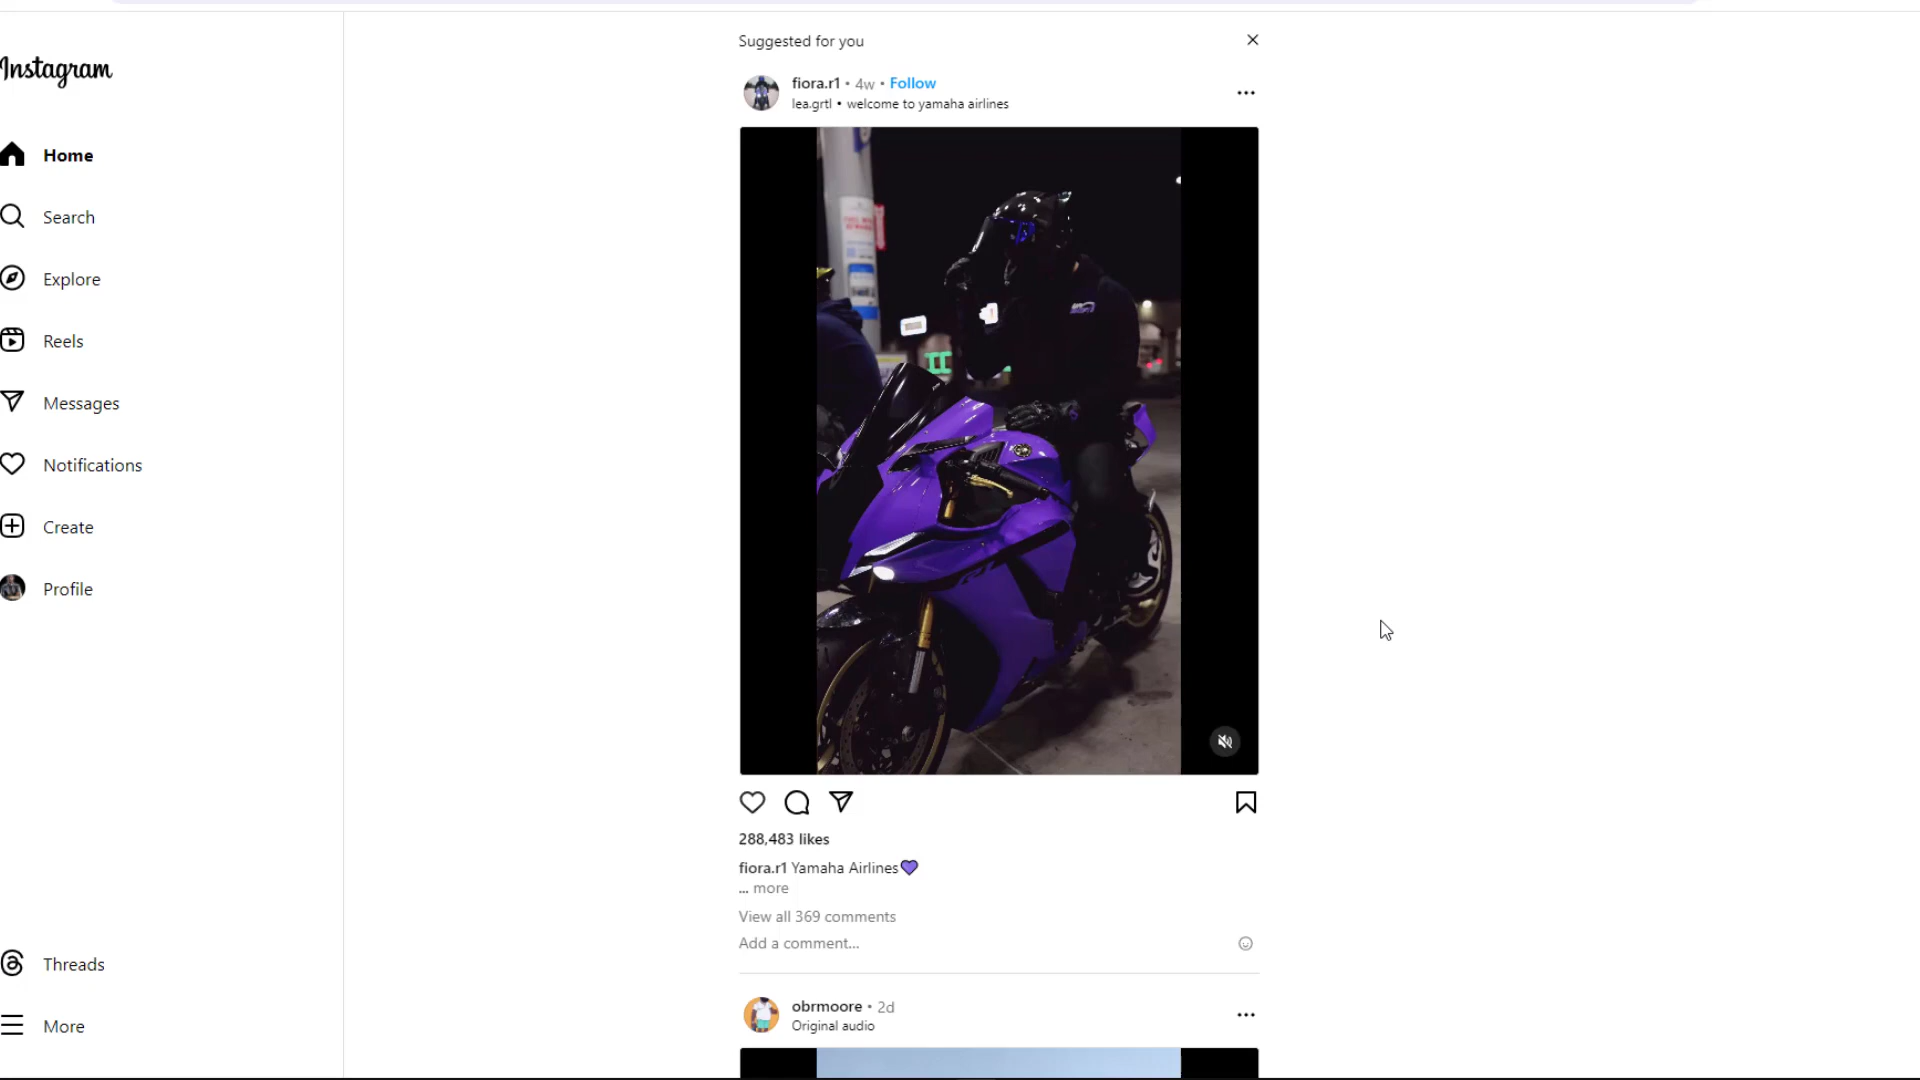 Instagram
Home
Search
Explore
Reels
Messages
Notifications
Create
Profile
Threads
More
Suggested for you
fiora.r1 • 4w • Follow
lea.grtl • welcome to yamaha airlines
288,483 likes
fiora.r1 Yamaha Airlines💜
... more
View all 369 comments
Add a comment...
obrmoore • 2d
Original audio